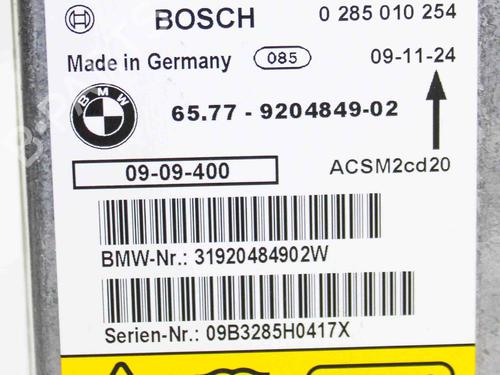 BOSCH 0 285 010 254
Made in Germany 085 09-11-24
BMW 65.77 - 9204849-02
09-09-400 ACSM2cd20
BMW-Nr.: 31920484902W
Serien-Nr.: 09B3285H0417X